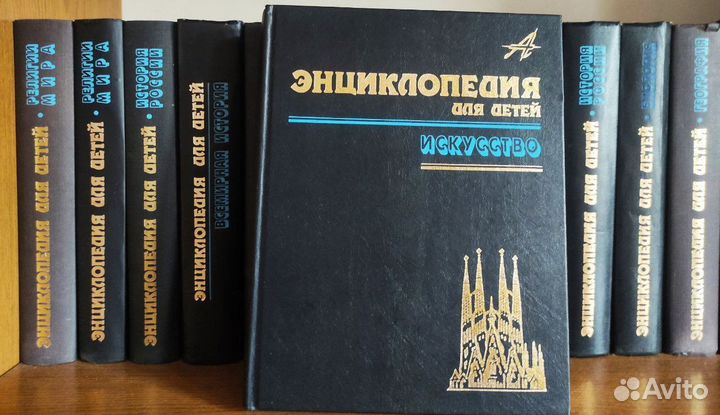 ЭНЦИКЛОПЕДИЯ ДЛЯ ДЕТЕЙ • РЕЛИГИИ МИРА
ЭНЦИКЛОПЕДИЯ ДЛЯ ДЕТЕЙ • РЕЛИГИИ МИРА
ЭНЦИКЛОПЕДИЯ ДЛЯ ДЕТЕЙ • ИСТОРИЯ РОССИИ
ЭНЦИКЛОПЕДИЯ ДЛЯ ДЕТЕЙ
ВСЕМИРНАЯ ИСТОРИЯ
ЭНЦИКЛОПЕДИЯ
ДЛЯ ДЕТЕЙ
ИСКУССТВО
ЭНЦИКЛОПЕДИЯ ДЛЯ ДЕТЕЙ • ИСТОРИЯ РОССИИ
ЭНЦИКЛОПЕДИЯ ДЛЯ ДЕТЕЙ • БИОЛОГИЯ
ЭНЦИКЛОПЕДИЯ ДЛЯ ДЕТЕЙ • ГЕОГРАФИЯ
Avito